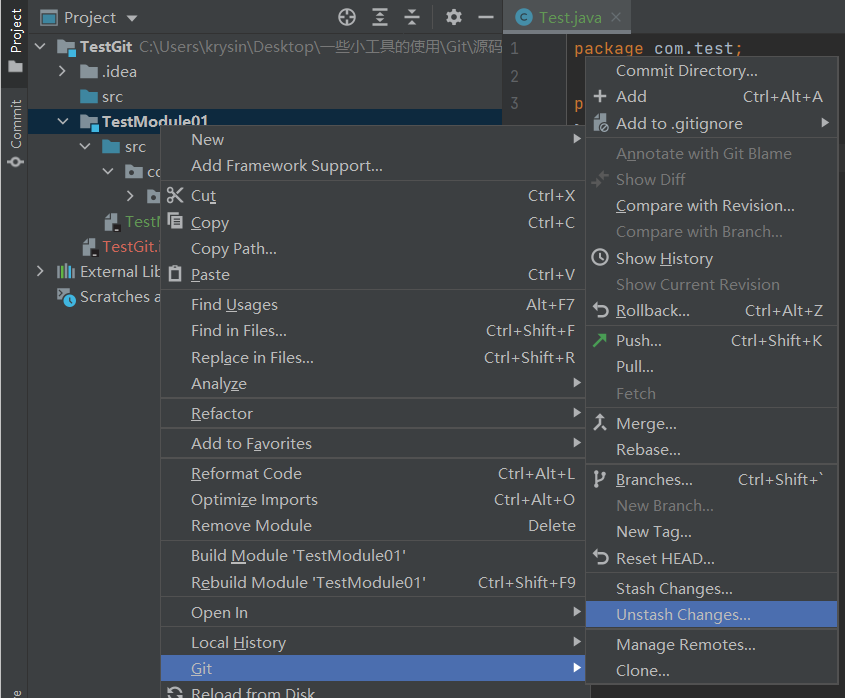 Project
Commit
Project
TestGit C:\Users\krysin\Desktop\一些小工具的使用\Git\源码
.idea
src
TestModule01
src
co
Test
TestGit.i
External Lib
Scratches a
Test.java
1
2
3
package com.test;
p
New
Add Framework Support...
Cut Ctrl+X
Copy Ctrl+C
Copy Path...
Paste Ctrl+V
Find Usages Alt+F7
Find in Files... Ctrl+Shift+F
Replace in Files... Ctrl+Shift+R
Analyze
Refactor
Add to Favorites
Reformat Code Ctrl+Alt+L
Optimize Imports Ctrl+Alt+O
Remove Module Delete
Build Module 'TestModule01'
Rebuild Module 'TestModule01' Ctrl+Shift+F9
Open In
Local History
Git
Reload from Disk
Commit Directory...
Add Ctrl+Alt+A
Add to .gitignore
Annotate with Git Blame
Show Diff
Compare with Revision...
Compare with Branch...
Show History
Show Current Revision
Rollback... Ctrl+Alt+Z
Push... Ctrl+Shift+K
Pull...
Fetch
Merge...
Rebase...
Branches... Ctrl+Shift+`
New Branch...
New Tag...
Reset HEAD...
Stash Changes...
Unstash Changes...
Manage Remotes...
Clone...